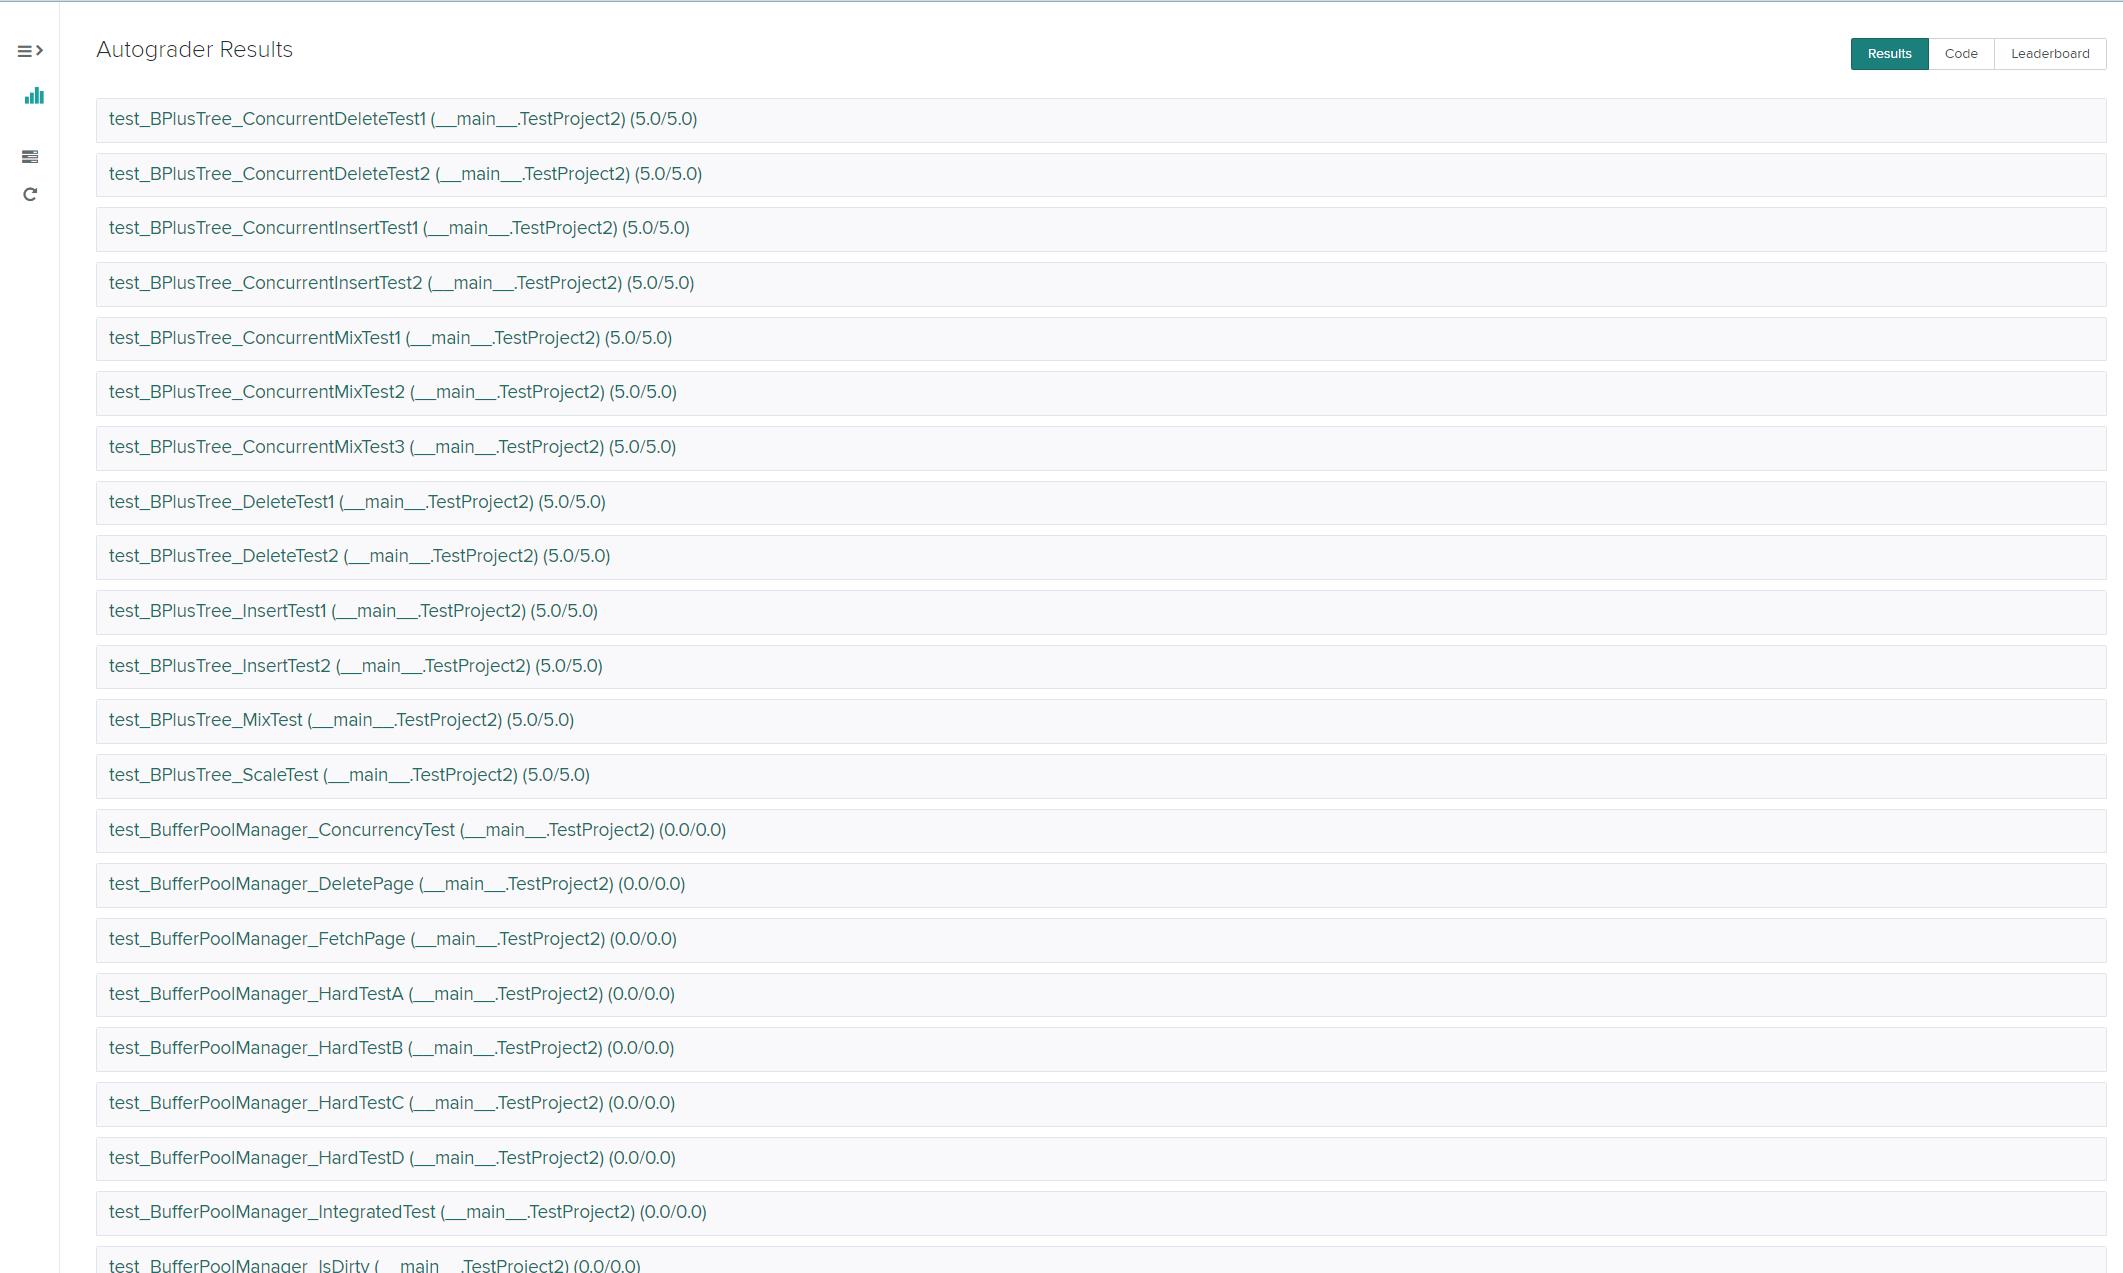 Autograder Results
Results Code Leaderboard
test_BPlusTree_ConcurrentDeleteTest1 (__main__.TestProject2) (5.0/5.0)
test_BPlusTree_ConcurrentDeleteTest2 (__main__.TestProject2) (5.0/5.0)
test_BPlusTree_ConcurrentInsertTest1 (__main__.TestProject2) (5.0/5.0)
test_BPlusTree_ConcurrentInsertTest2 (__main__.TestProject2) (5.0/5.0)
test_BPlusTree_ConcurrentMixTest1 (__main__.TestProject2) (5.0/5.0)
test_BPlusTree_ConcurrentMixTest2 (__main__.TestProject2) (5.0/5.0)
test_BPlusTree_ConcurrentMixTest3 (__main__.TestProject2) (5.0/5.0)
test_BPlusTree_DeleteTest1 (__main__.TestProject2) (5.0/5.0)
test_BPlusTree_DeleteTest2 (__main__.TestProject2) (5.0/5.0)
test_BPlusTree_InsertTest1 (__main__.TestProject2) (5.0/5.0)
test_BPlusTree_InsertTest2 (__main__.TestProject2) (5.0/5.0)
test_BPlusTree_MixTest (__main__.TestProject2) (5.0/5.0)
test_BPlusTree_ScaleTest (__main__.TestProject2) (5.0/5.0)
test_BufferPoolManager_ConcurrencyTest (__main__.TestProject2) (0.0/0.0)
test_BufferPoolManager_DeletePage (__main__.TestProject2) (0.0/0.0)
test_BufferPoolManager_FetchPage (__main__.TestProject2) (0.0/0.0)
test_BufferPoolManager_HardTestA (__main__.TestProject2) (0.0/0.0)
test_BufferPoolManager_HardTestB (__main__.TestProject2) (0.0/0.0)
test_BufferPoolManager_HardTestC (__main__.TestProject2) (0.0/0.0)
test_BufferPoolManager_HardTestD (__main__.TestProject2) (0.0/0.0)
test_BufferPoolManager_IntegratedTest (__main__.TestProject2) (0.0/0.0)
test_BufferPoolManager_IsDirty (__main__.TestProject2) (0.0/0.0)